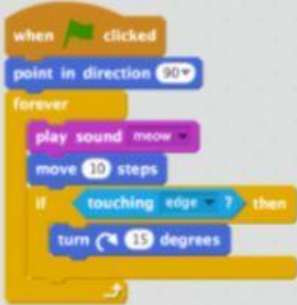 when clicked
point in direction 90
forever
play sound meow
move 10 steps
if touching edge ? then
turn 15 degrees